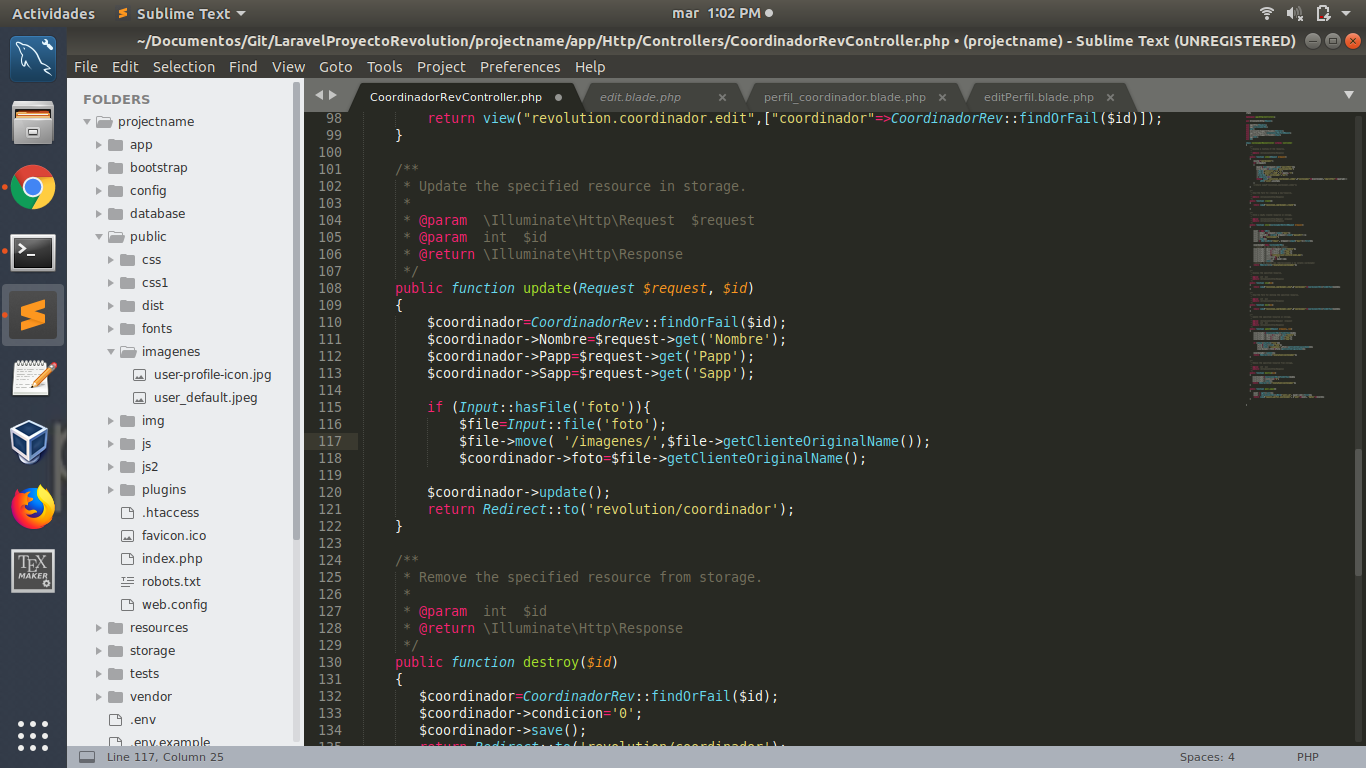 Actividades
Sublime Text
mar 1:02 PM
~/Documentos/Git/LaravelProyectoRevolution/projectname/app/Http/Controllers/CoordinadorRevController.php • (projectname) - Sublime Text (UNREGISTERED)
File Edit Selection Find View Goto Tools Project Preferences Help
FOLDERS
projectname
app
bootstrap
config
database
public
css
css1
dist
fonts
imagenes
user-profile-icon.jpg
user_default.jpeg
img
js
js2
plugins
.htaccess
favicon.ico
index.php
robots.txt
web.config
resources
storage
tests
vendor
.env
.env.example
CoordinadorRevController.php
edit.blade.php
perfil_coordinador.blade.php
editPerfil.blade.php
98 return view("revolution.coordinador.edit",["coordinador"=>CoordinadorRev::findOrFail($id)]);
99 }
100
101 /**
102 * Update the specified resource in storage.
103 *
104 * @param \Illuminate\Http\Request $request
105 * @param int $id
106 * @return \Illuminate\Http\Response
107 */
108 public function update(Request $request, $id)
109 {
110 $coordinador=CoordinadorRev::findOrFail($id);
111 $coordinador->Nombre=$request->get('Nombre');
112 $coordinador->Papp=$request->get('Papp');
113 $coordinador->Sapp=$request->get('Sapp');
114
115 if (Input::hasFile('foto')){
116 $file=Input::file('foto');
117 $file->move( '/imagenes/',$file->getClienteOriginalName());
118 $coordinador->foto=$file->getClienteOriginalName();
119
120 $coordinador->update();
121 return Redirect::to('revolution/coordinador');
122 }
123
124 /**
125 * Remove the specified resource from storage.
126 *
127 * @param int $id
128 * @return \Illuminate\Http\Response
129 */
130 public function destroy($id)
131 {
132 $coordinador=CoordinadorRev::findOrFail($id);
133 $coordinador->condicion='0';
134 $coordinador->save();
135 return Redirect::to('revolution/coordinador');
TEX
MAKER
Line 117, Column 25
Spaces: 4
PHP